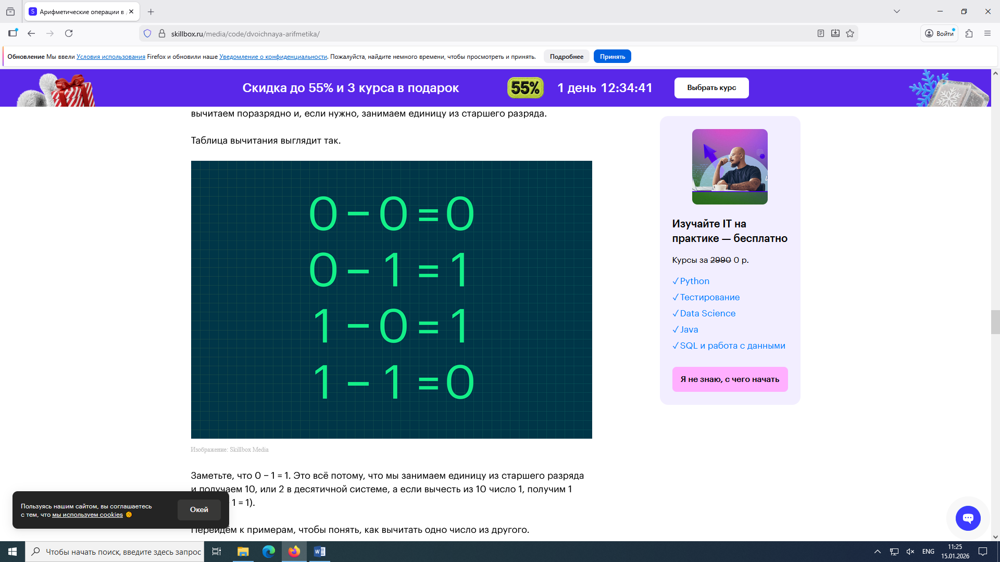 Арифметические операции в
skillbox.ru/media/code/dvoichnaya-arifmetika/
Войти
Обновление Мы ввели Условия использования Firefox и обновили наше Уведомление о конфиденциальности. Пожалуйста, найдите немного времени, чтобы просмотреть и принять.
Подробнее
Принять
Скидка до 55% и 3 курса в подарок
55%
1 день 12:34:41
Выбрать курс
вычитаем поразрядно и, если нужно, занимаем единицу из старшего разряда.
Таблица вычитания выглядит так.
0 − 0 = 0
0 − 1 = 1
1 − 0 = 1
1 − 1 = 0
Изображение: Skillbox Media
Заметьте, что 0 − 1 = 1. Это всё потому, что мы занимаем единицу из старшего разряда
и получаем 10, или 2 в десятичной системе, а если вычесть из 10 число 1, получим 1
1 = 1).
Перейдём к примерам, чтобы понять, как вычитать одно число из другого.
Изучайте IT на
практике — бесплатно
Курсы за 2990 0 р.
✓ Python
✓ Тестирование
✓ Data Science
✓ Java
✓ SQL и работа с данными
Я не знаю, с чего начать
Пользуясь нашим сайтом, вы соглашаетесь
с тем, что мы используем cookies
Окей
Чтобы начать поиск, введите здесь запрос
ENG
11:25
15.01.2026